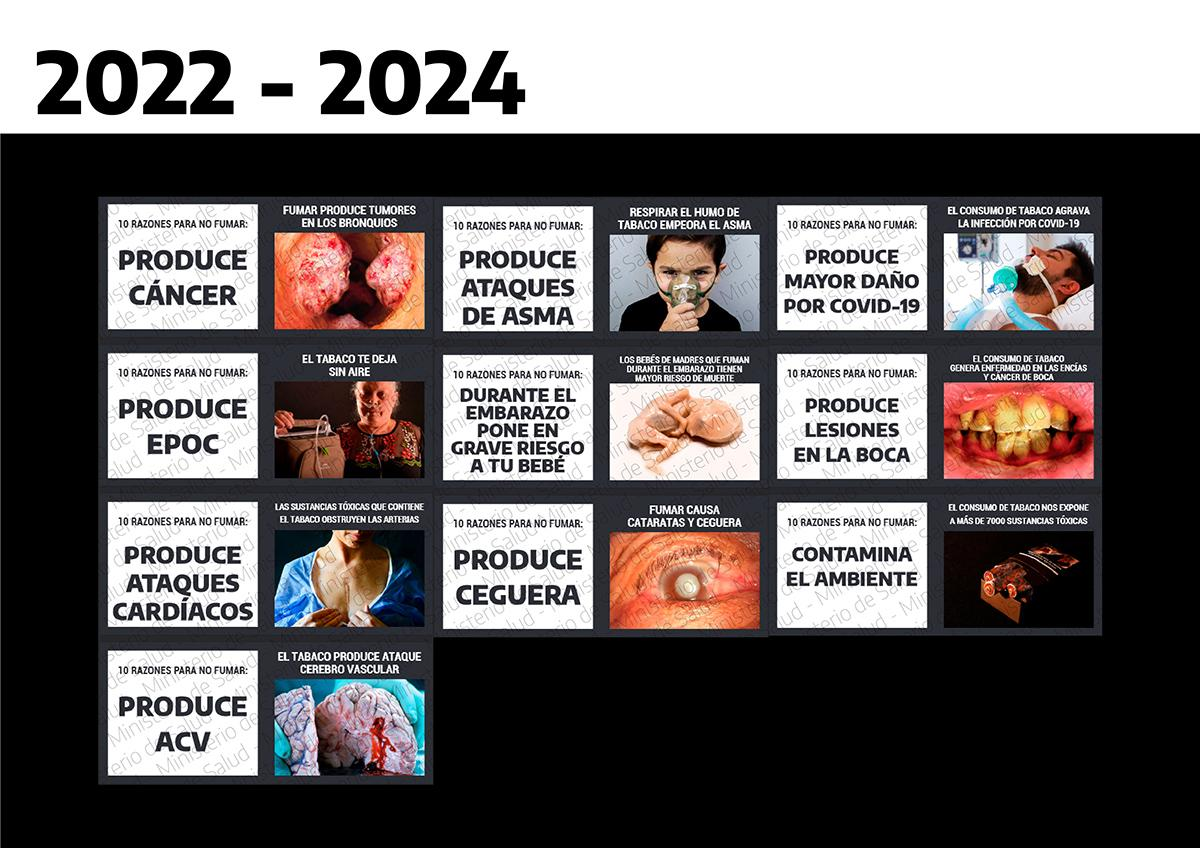 2022 - 2024
10 RAZONES PARA NO FUMAR:
PRODUCE
CÁNCER
FUMAR PRODUCE TUMORES
EN LOS BRONQUIOS
10 RAZONES PARA NO FUMAR:
PRODUCE
ATAQUES
DE ASMA
RESPIRAR EL HUMO DE
TABACO EMPEORA EL ASMA
10 RAZONES PARA NO FUMAR:
PRODUCE
MAYOR DAÑO
POR COVID-19
EL CONSUMO DE TABACO AGRAVA
LA INFECCIÓN POR COVID-19
10 RAZONES PARA NO FUMAR:
PRODUCE
EPOC
EL TABACO TE DEJA
SIN AIRE
10 RAZONES PARA NO FUMAR:
DURANTE EL
EMBARAZO
PONE EN
GRAVE RIESGO
A TU BEBÉ
LOS BEBÉS DE MADRES QUE FUMAN
DURANTE EL EMBARAZO TIENEN
MAYOR RIESGO DE MUERTE
10 RAZONES PARA NO FUMAR:
PRODUCE
LESIONES
EN LA BOCA
EL CONSUMO DE TABACO
GENERA ENFERMEDAD EN LAS ENCÍAS
Y CÁNCER DE BOCA
10 RAZONES PARA NO FUMAR:
PRODUCE
ATAQUES
CARDÍACOS
LAS SUSTANCIAS TÓXICAS QUE CONTIENE
EL TABACO OBSTRUYEN LAS ARTERIAS
10 RAZONES PARA NO FUMAR:
PRODUCE
CEGUERA
FUMAR CAUSA
CATARATAS Y CEGUERA
10 RAZONES PARA NO FUMAR:
CONTAMINA
EL AMBIENTE
EL CONSUMO DE TABACO NOS EXPONE
A MÁS DE 7000 SUSTANCIAS TÓXICAS
10 RAZONES PARA NO FUMAR:
PRODUCE
ACV
EL TABACO PRODUCE ATAQUE
CEREBRO VASCULAR